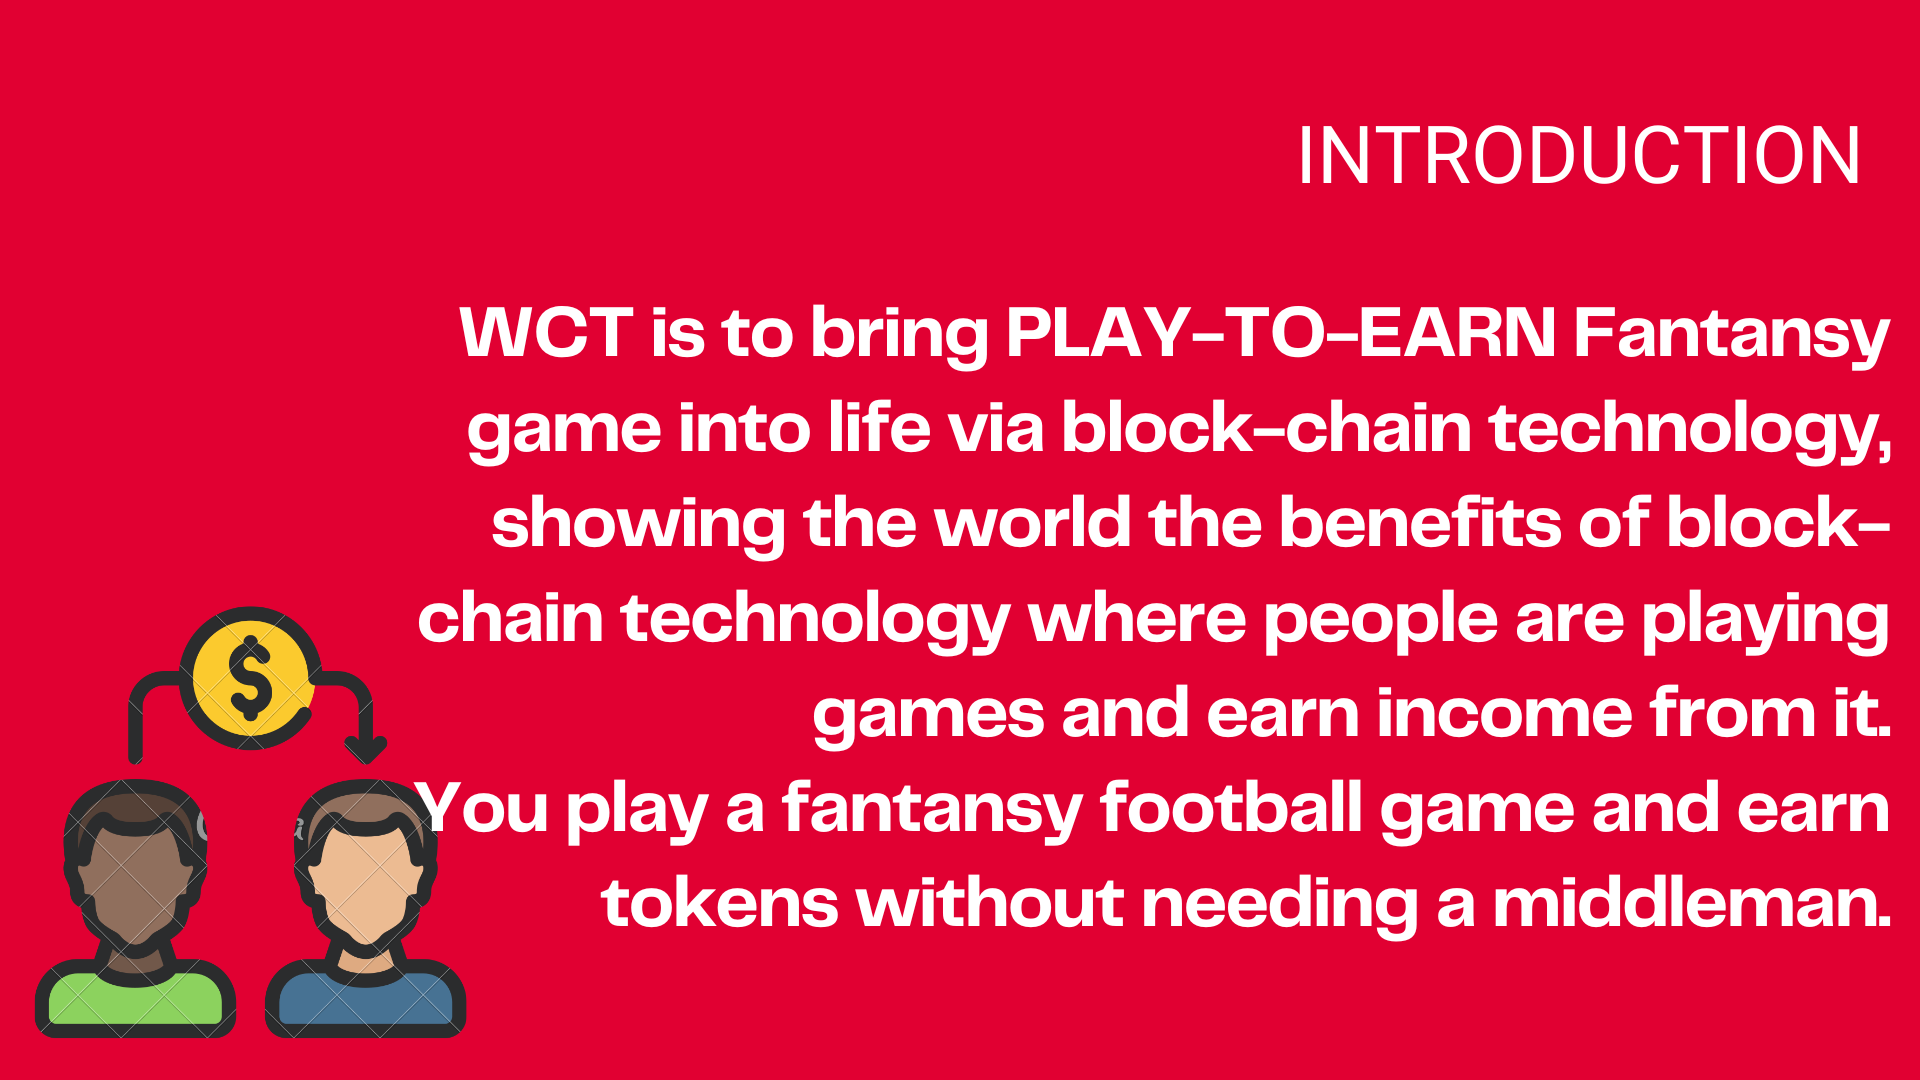 INTRODUCTION
WCT is to bring PLAY-TO-EARN Fantansy
game into life via block-chain technology,
showing the world the benefits of block-
chain technology where people are playing
games and earn income from it.
You play a fantansy football game and earn
tokens without needing a middleman.
$